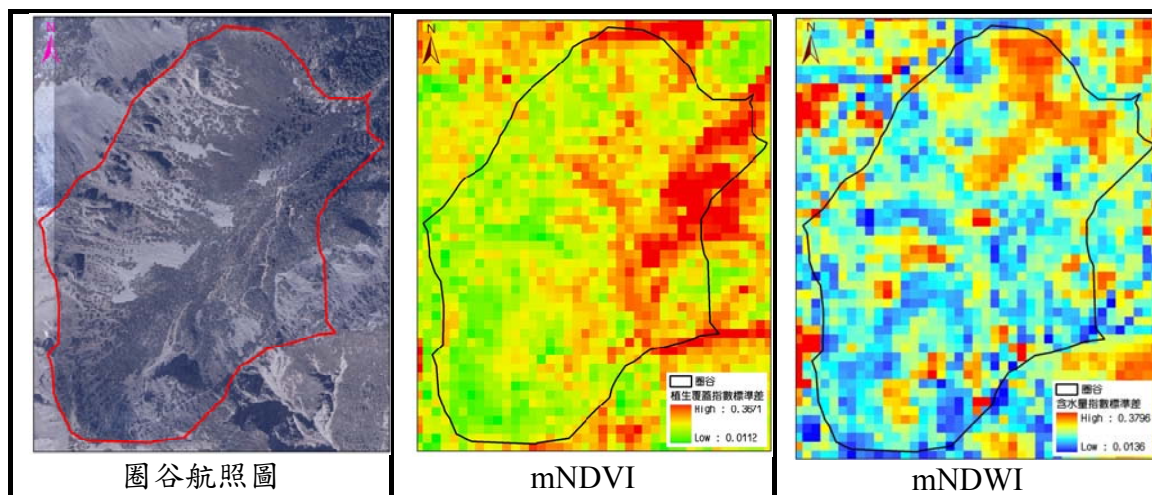 N
圈谷航照圖
N
圈谷
植生覆蓋指數標準差
High : 0.3671
Low : 0.0112
mNDVI
N
圈谷
含水量指數標準差
High : 0.3796
Low : 0.0136
mNDWI